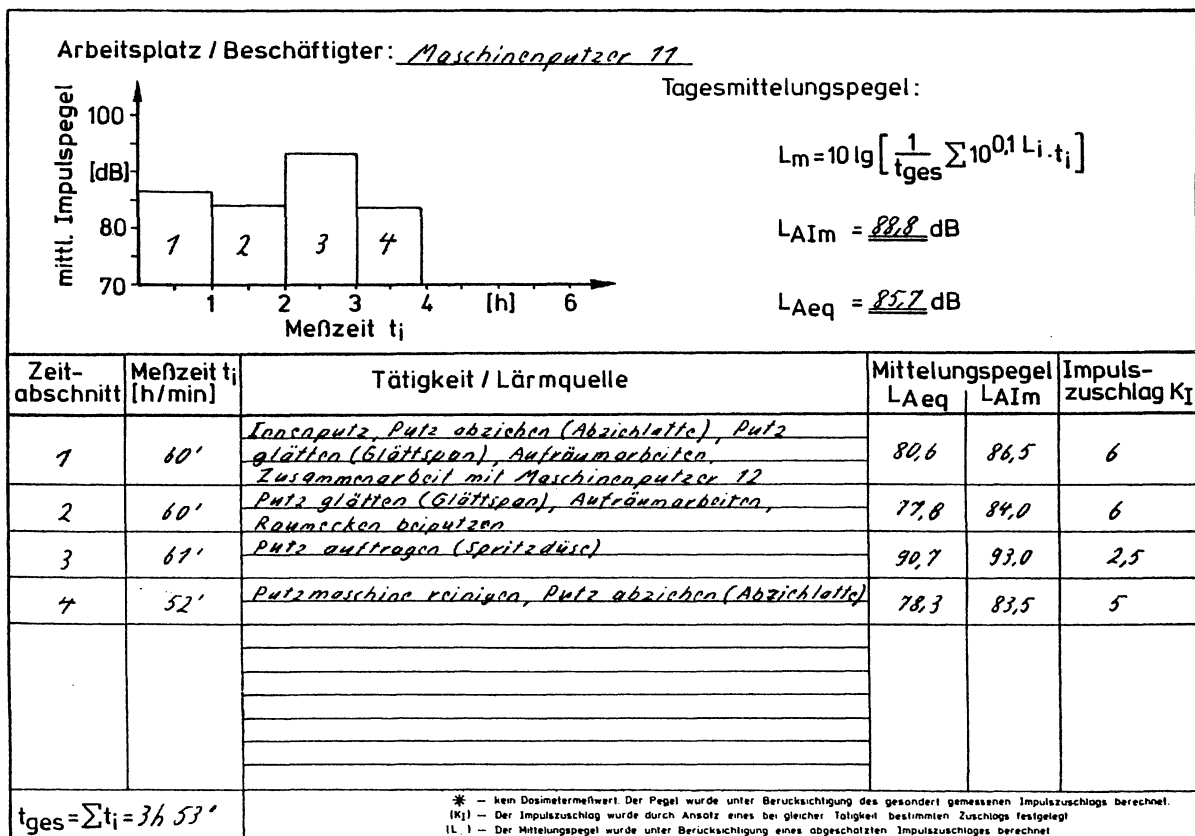 Arbeitsplatz / Beschäftigter: Maschinenputzer 11
Tagesmittelungspegel:
mittl. Impulspegel
[dB]
100
80
70
1 2 3 4
1 2 3 4 [h] 6
Meßzeit ti
Lm = 10 lg [ 1/tges ∑ 10^0,1 Li · ti ]
LAIm = 88,8 dB
LAeq = 85,7 dB
Zeit- Meßzeit ti Tätigkeit / Lärmquelle Mittelungspegel Impuls-
abschnitt [h/min] LAeq LAIm zuschlag KI
Innenputz, Putz abziehen (Abziehlatte), Putz
1 60' glätten (Glättspan), Aufräumarbeiten, 80,6 86,5 6
Zusammenarbeit mit Maschinenputzer 12
2 60' Putz glätten (Glättspan), Aufräumarbeiten, 77,8 84,0 6
Raumecken beiputzen
3 61' Putz auftragen (Spritzdüse) 90,7 93,0 2,5
4 52' Putzmaschine reinigen, Putz abziehen (Abziehlatte) 78,3 83,5 5
tges = ∑ti = 3h 53'
* – kein Dosimetermeßwert. Der Pegel wurde unter Berücksichtigung des gesondert gemessenen Impulszuschlags berechnet.
(KI) – Der Impulszuschlag wurde durch Ansatz eines bei gleicher Tätigkeit bestimmten Zuschlags festgelegt
(L..) – Der Mittelungspegel wurde unter Berücksichtigung eines abgeschätzten Impulszuschlages berechnet